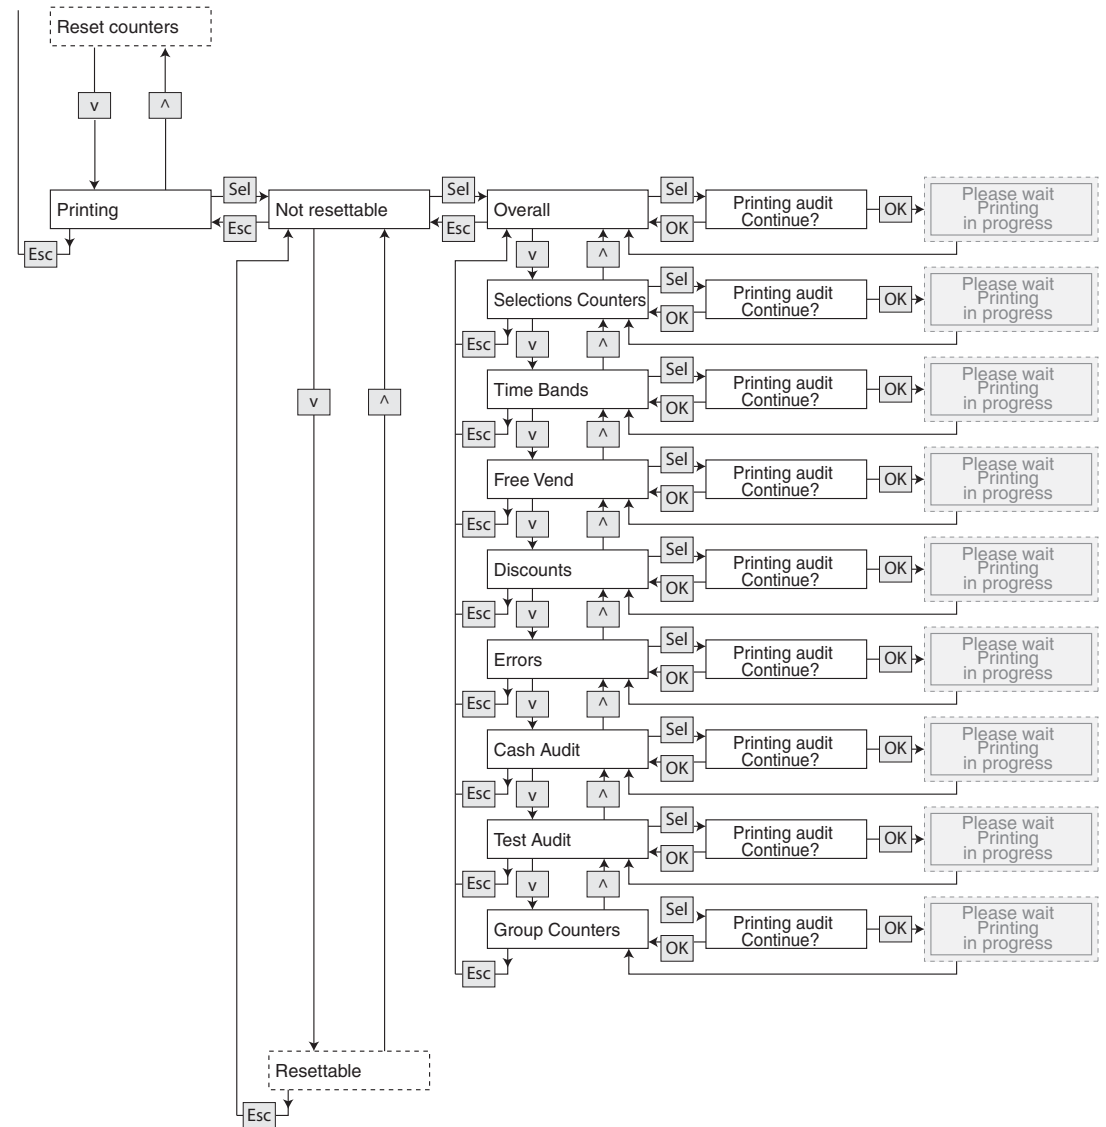 Reset counters
v
^
Sel
Sel
Sel
Printing
Not resettable
Overall
Printing audit
Continue?
OK
Please wait
Printing
in progress
Esc
Esc
OK
Esc
v
^
Sel
Selections Counters
Printing audit
Continue?
OK
Please wait
Printing
in progress
OK
Esc
v
^
Sel
Time Bands
Printing audit
Continue?
OK
Please wait
Printing
in progress
v
^
OK
Esc
v
^
Sel
Free Vend
Printing audit
Continue?
OK
Please wait
Printing
in progress
OK
Esc
v
^
Sel
Discounts
Printing audit
Continue?
OK
Please wait
Printing
in progress
OK
Esc
v
^
Sel
Errors
Printing audit
Continue?
OK
Please wait
Printing
in progress
OK
Esc
v
^
Sel
Cash Audit
Printing audit
Continue?
OK
Please wait
Printing
in progress
OK
Esc
v
^
Sel
Test Audit
Printing audit
Continue?
OK
Please wait
Printing
in progress
OK
Esc
v
^
Sel
Group Counters
Printing audit
Continue?
OK
Please wait
Printing
in progress
OK
Esc
Resettable
Esc